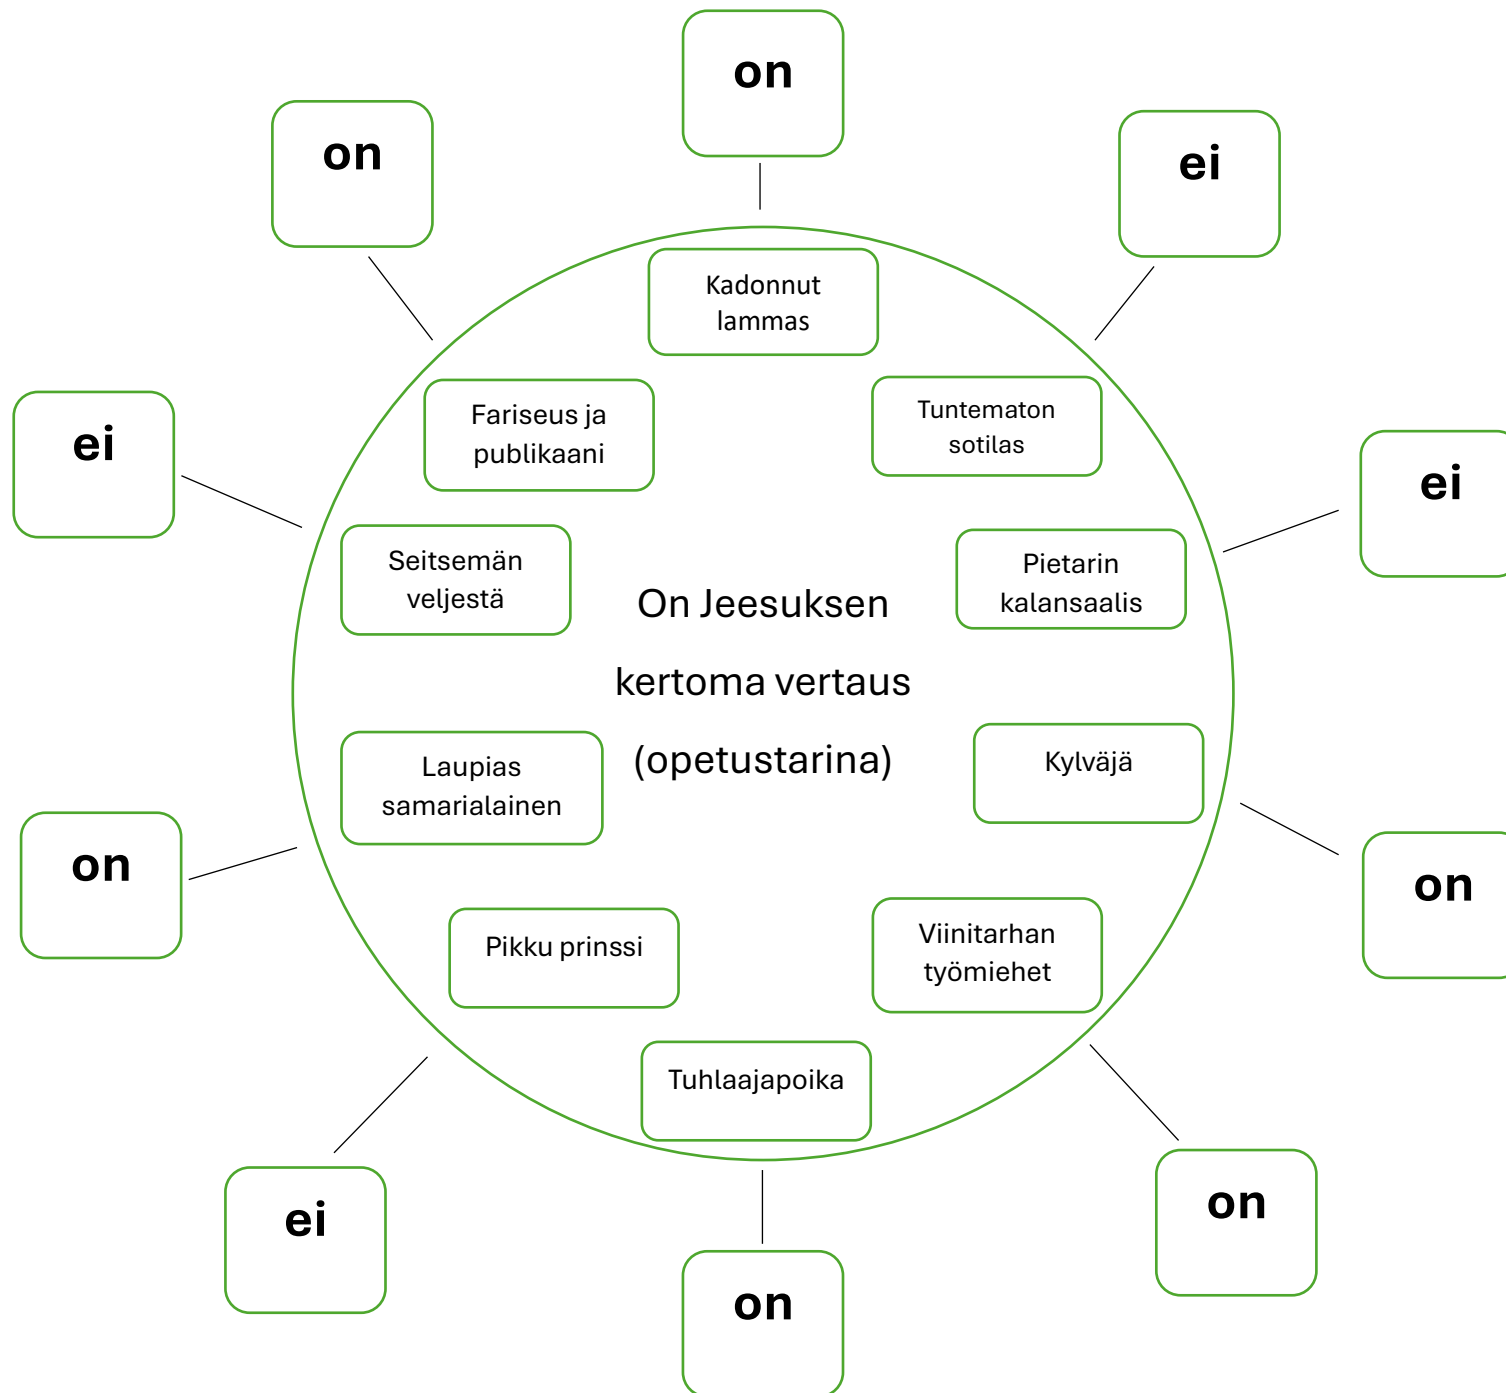 on
on
ei
Kadonnut
lammas
Fariseus ja
publikaani
Tuntematon
sotilas
ei
ei
Seitsemän
veljestä
Pietarin
kalansaalis
On Jeesuksen
kertoma vertaus
(opetustarina)
Laupias
samarialainen
Kylväjä
on
on
Pikku prinssi
Viinitarhan
työmiehet
Tuhlaajapoika
ei
on
on